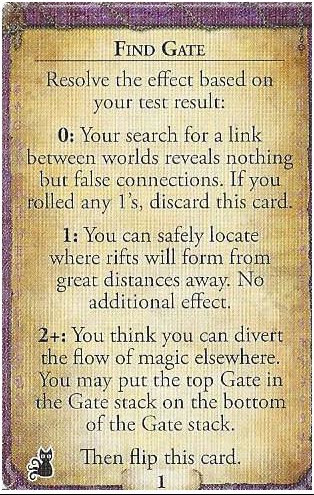 FIND GATE
Resolve the effect based on
your test result:
0: Your search for a link
between worlds reveals nothing
but false connections. If you
rolled any 1's, discard this card.
1: You can safely locate
where rifts will form from
great distances away. No
additional effect.
2+: You think you can divert
the flow of magic elsewhere.
You may put the top Gate in
the Gate stack on the bottom
of the Gate stack.
Then flip this card.
1